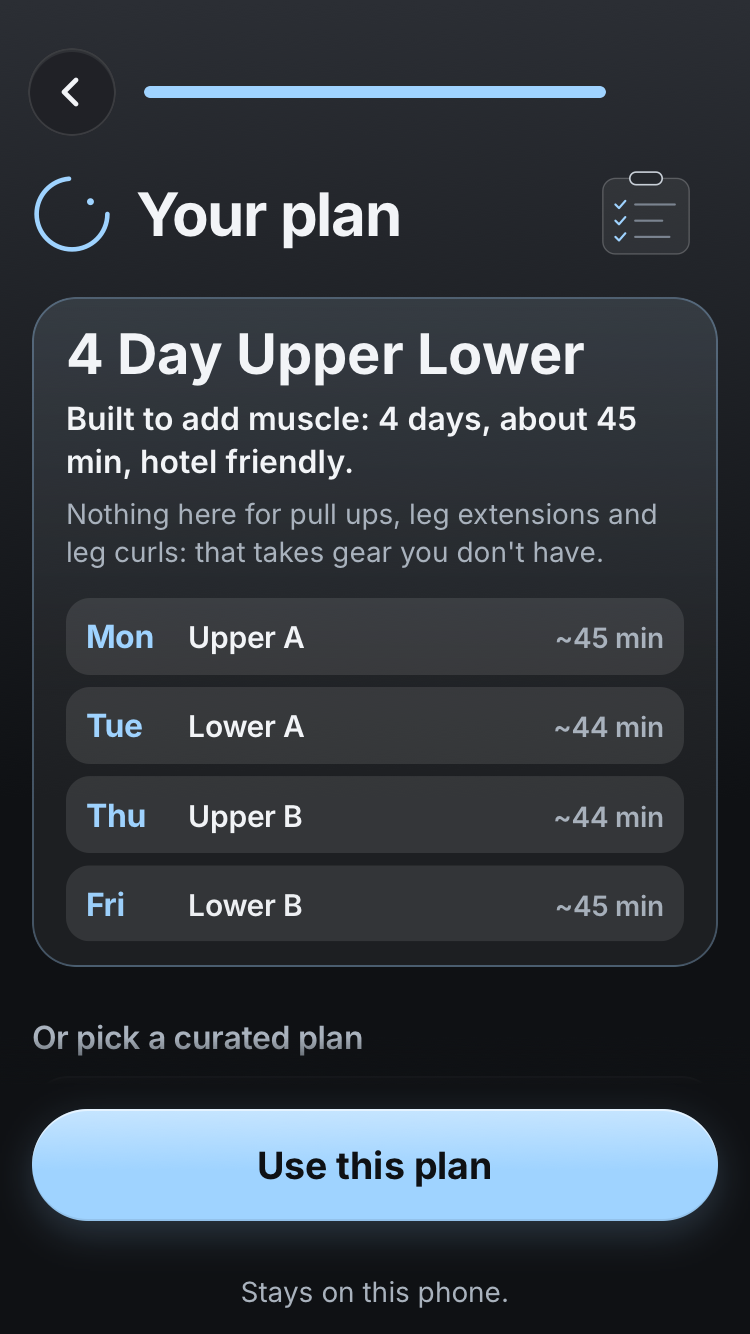 Your plan
4 Day Upper Lower
Built to add muscle: 4 days, about 45
min, hotel friendly.
Nothing here for pull ups, leg extensions and
leg curls: that takes gear you don't have.
Mon Upper A ~45 min
Tue Lower A ~44 min
Thu Upper B ~44 min
Fri Lower B ~45 min
Or pick a curated plan
Use this plan
Stays on this phone.